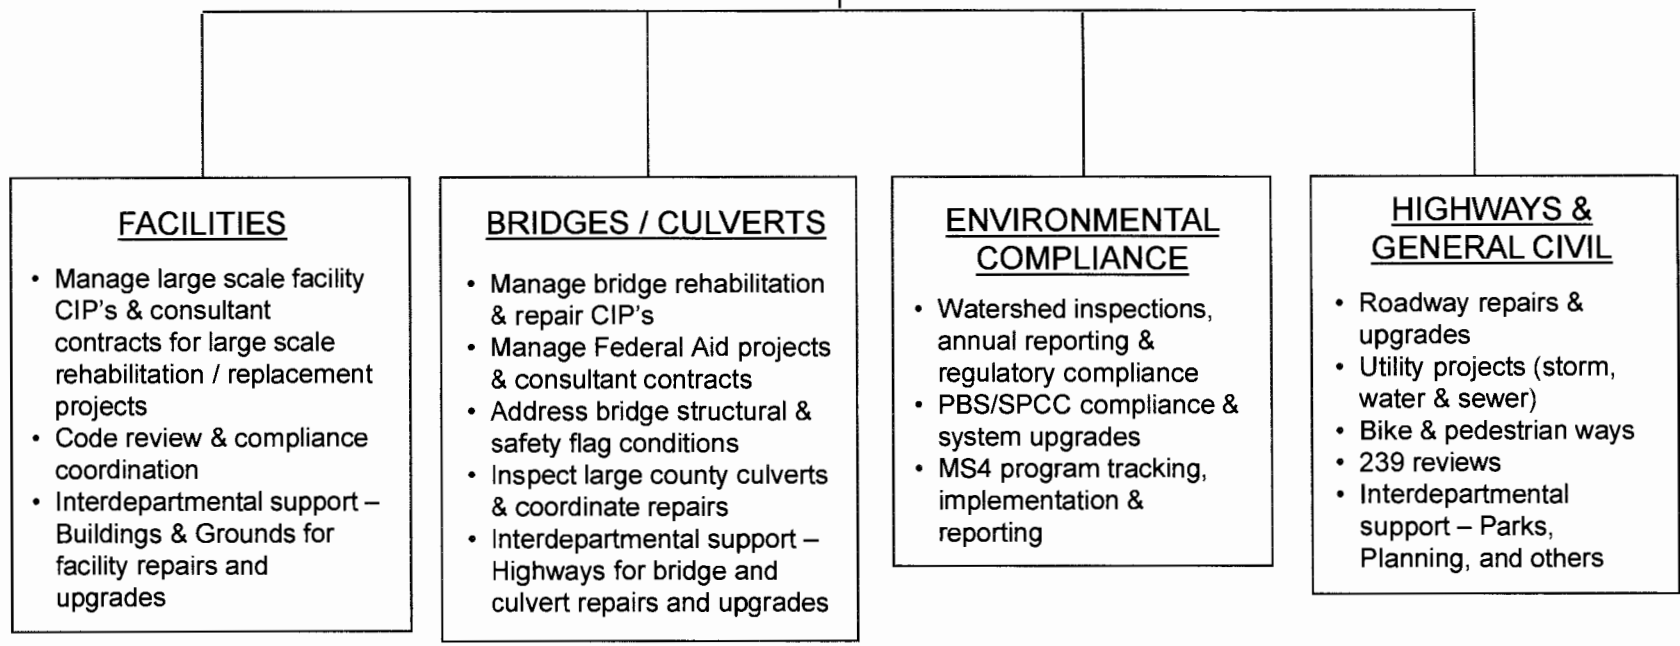 FACILITIES
• Manage large scale facility
CIP's & consultant
contracts for large scale
rehabilitation / replacement
projects
• Code review & compliance
coordination
• Interdepartmental support –
Buildings & Grounds for
facility repairs and
upgrades
BRIDGES / CULVERTS
• Manage bridge rehabilitation
& repair CIP's
• Manage Federal Aid projects
& consultant contracts
• Address bridge structural &
safety flag conditions
• Inspect large county culverts
& coordinate repairs
• Interdepartmental support –
Highways for bridge and
culvert repairs and upgrades
ENVIRONMENTAL
COMPLIANCE
• Watershed inspections,
annual reporting &
regulatory compliance
• PBS/SPCC compliance &
system upgrades
• MS4 program tracking,
implementation &
reporting
HIGHWAYS &
GENERAL CIVIL
• Roadway repairs &
upgrades
• Utility projects (storm,
water & sewer)
• Bike & pedestrian ways
• 239 reviews
• Interdepartmental
support – Parks,
Planning, and others